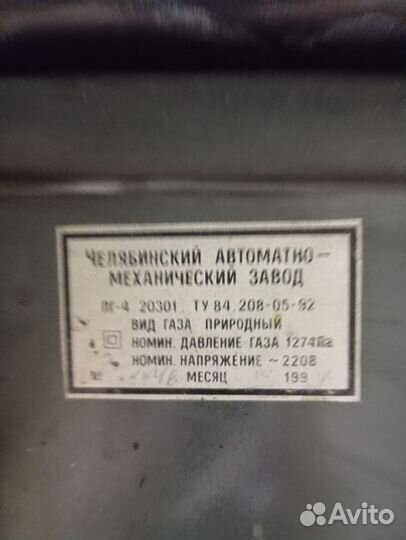 ЧЕЛЯБИНСКИЙ АВТОМАТНО-
МЕХАНИЧЕСКИЙ ЗАВОД
ПГ-4 20301 ТУ 84.208-05-92
ВИД ГАЗА ПРИРОДНЫЙ
НОМИН. ДАВЛЕНИЕ ГАЗА 1274Па
НОМИН. НАПРЯЖЕНИЕ ~ 220В
№ МЕСЯЦ 199
Avito